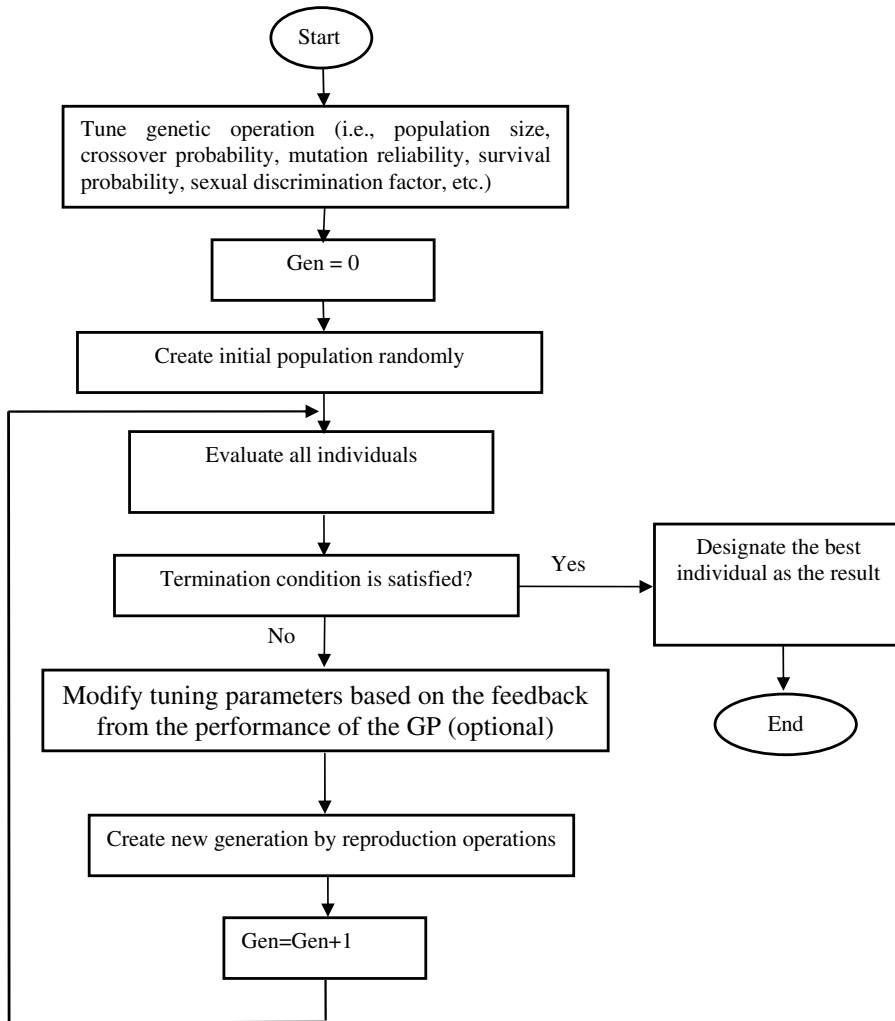 Start
Tune genetic operation (i.e., population size,
crossover probability, mutation reliability, survival
probability, sexual discrimination factor, etc.)
Gen = 0
Create initial population randomly
Evaluate all individuals
Termination condition is satisfied?
Yes
Designate the best
individual as the result
No
End
Modify tuning parameters based on the feedback
from the performance of the GP (optional)
Create new generation by reproduction operations
Gen=Gen+1